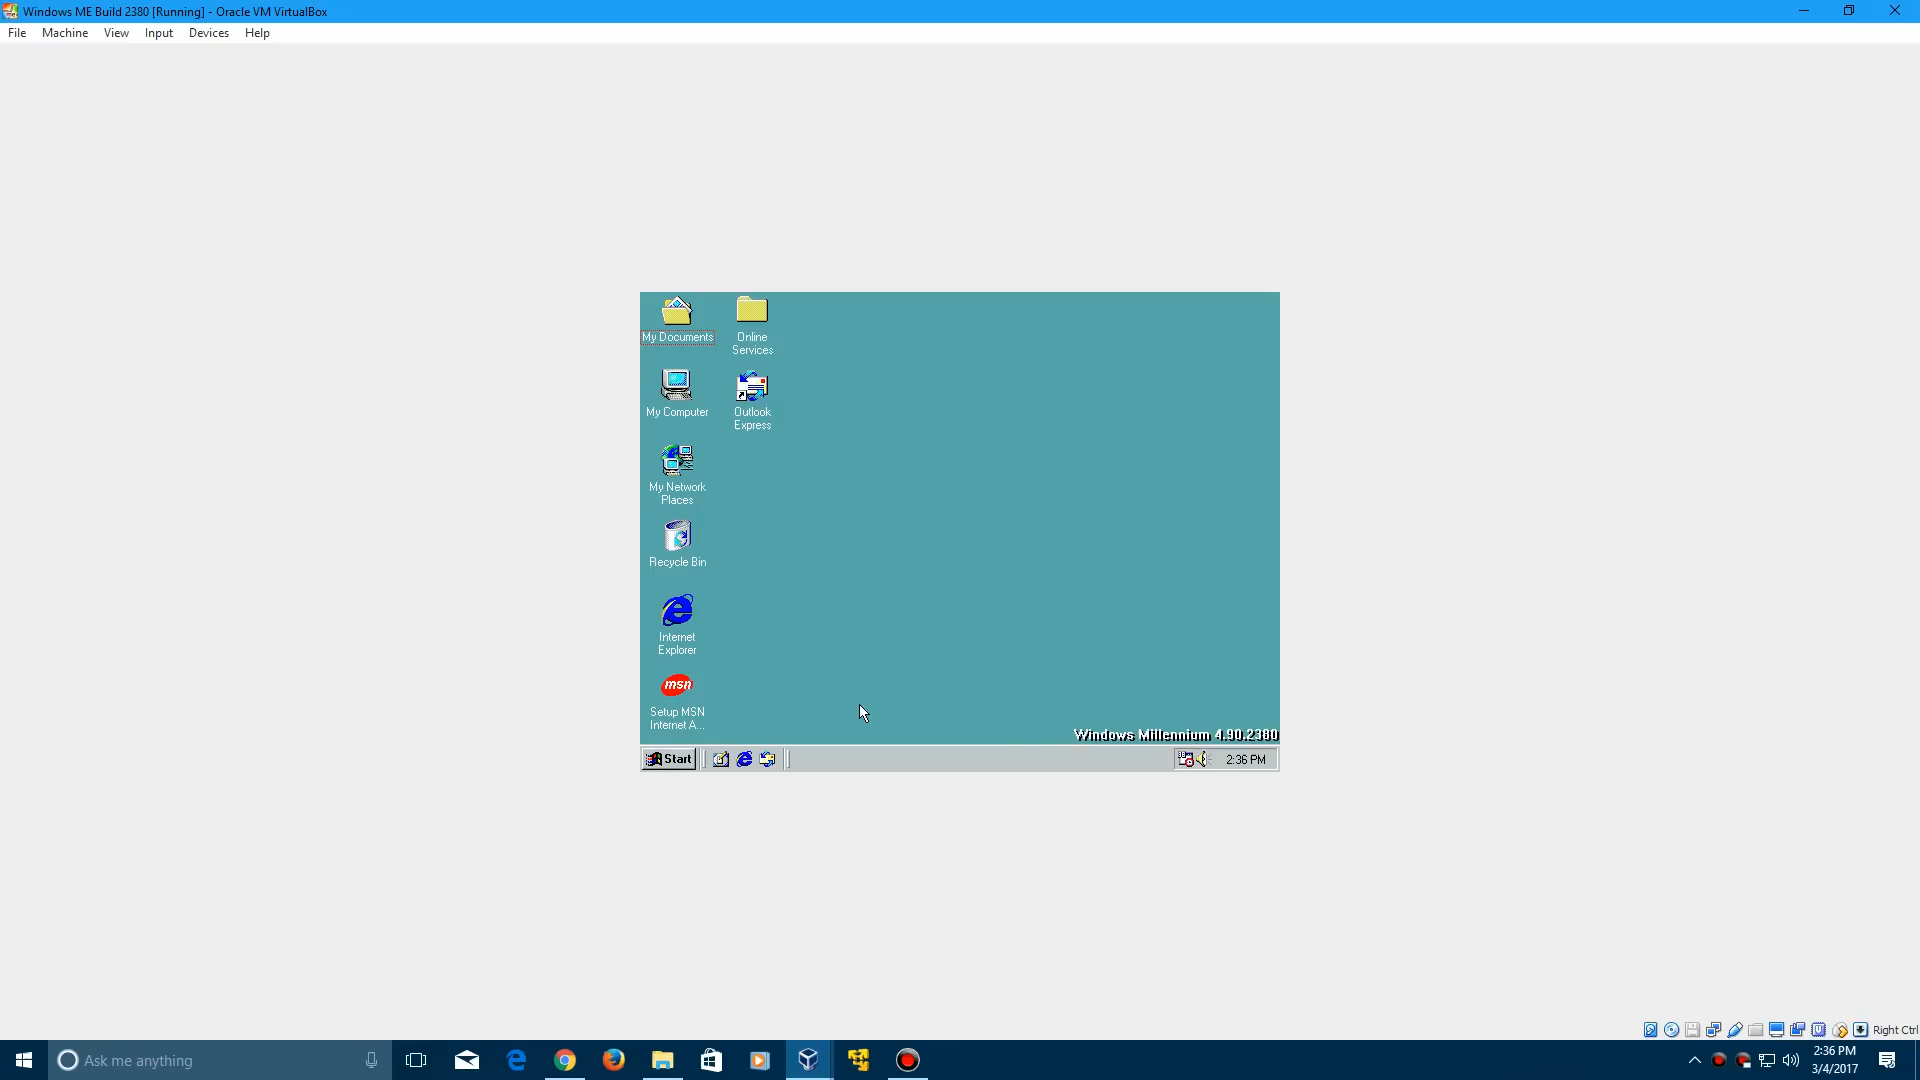 Windows ME Build 2380 [Running] - Oracle VM VirtualBox
File Machine View Input Devices Help
My Documents
Online
Services
My Computer
Outlook
Express
My Network
Places
Recycle Bin
Internet
Explorer
msn
Setup MSN
Internet A...
Windows Millennium 4.90.2380
Start
2:36 PM
Right Ctrl
Ask me anything
2:36 PM
3/4/2017